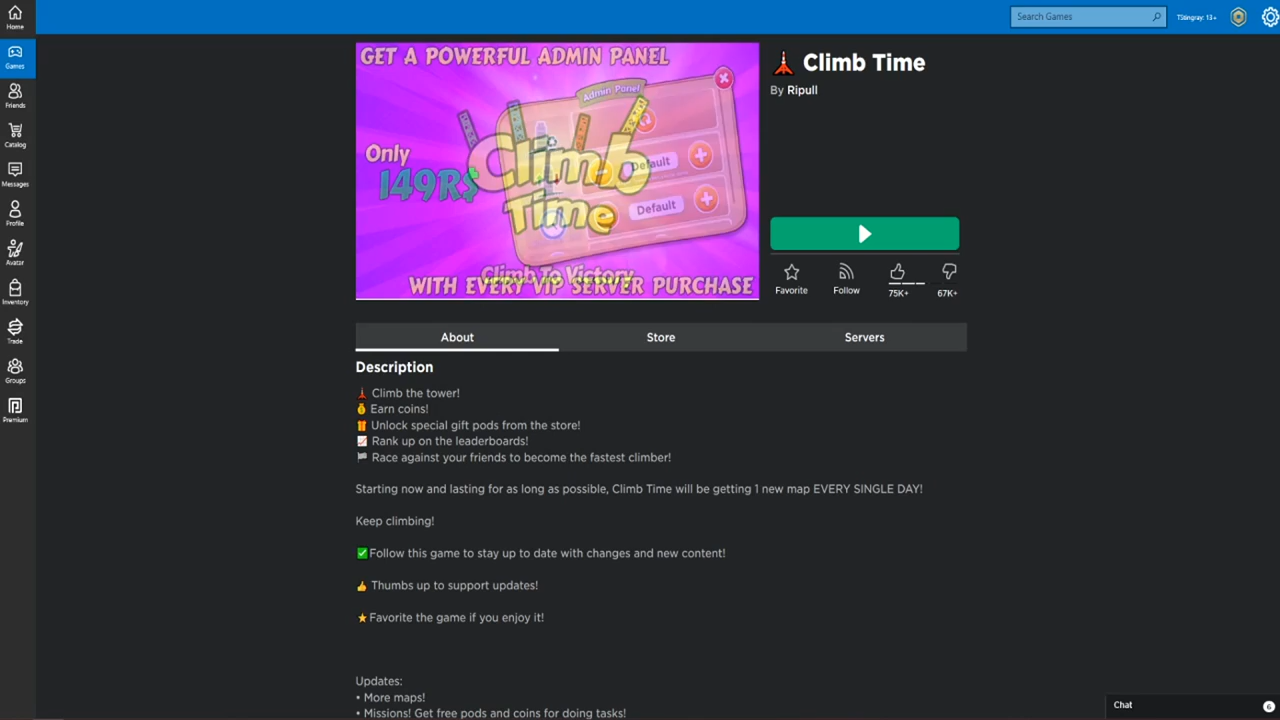 Home
Games
Friends
Catalog
Messages
Profile
Avatar
Inventory
Trade
Groups
Premium
Search Games
TStingray: 13+
GET A POWERFUL ADMIN PANEL
Admin Panel
Only
149R$
Climb
Time
Default
Default
Climb To Victory
WITH EVERY VIP SERVER PURCHASE
Climb Time
By Ripull
Favorite
Follow
75K+
67K+
About
Store
Servers
Description
Climb the tower!
Earn coins!
Unlock special gift pods from the store!
Rank up on the leaderboards!
Race against your friends to become the fastest climber!
Starting now and lasting for as long as possible, Climb Time will be getting 1 new map EVERY SINGLE DAY!
Keep climbing!
Follow this game to stay up to date with changes and new content!
Thumbs up to support updates!
Favorite the game if you enjoy it!
Updates:
• More maps!
• Missions! Get free pods and coins for doing tasks!
Chat
6